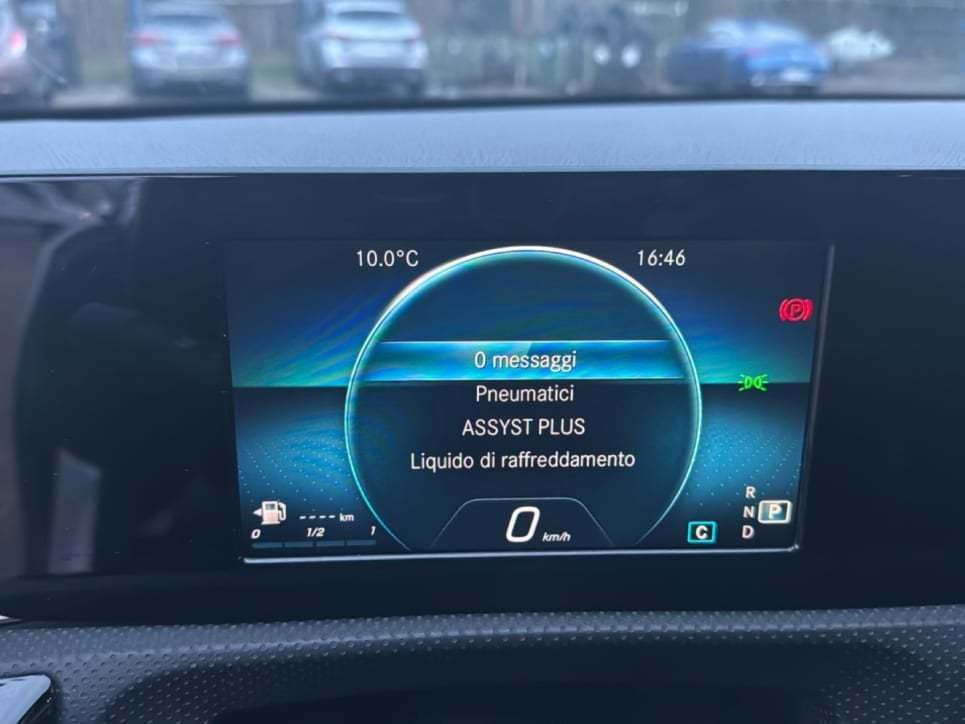 10.0°C 16:46
P
0 messaggi
Pneumatici
ASSYST PLUS
Liquido di raffreddamento
R
---- km
N P
0 1/2 1
0 km/h
C
D